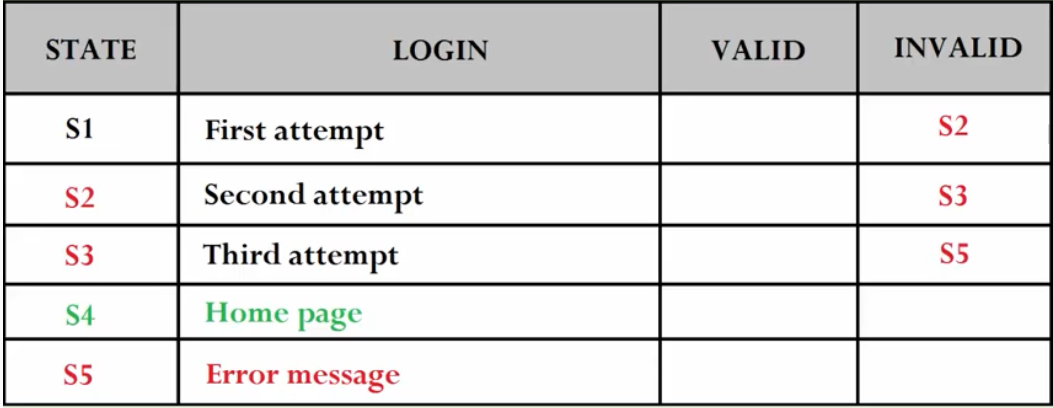 STATE LOGIN VALID INVALID
S1 First attempt S2
S2 Second attempt S3
S3 Third attempt S5
S4 Home page
S5 Error message